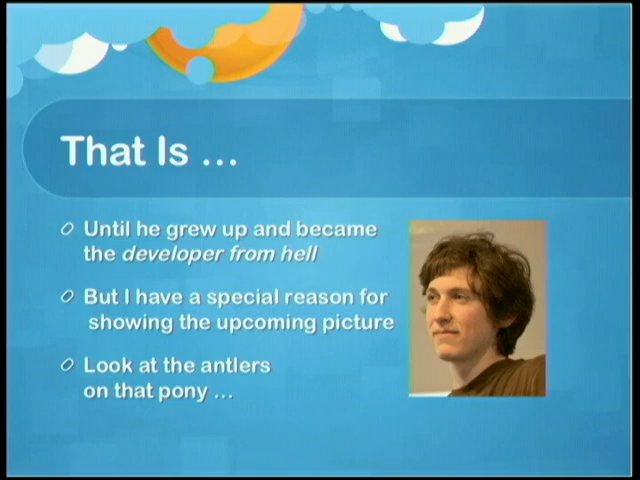 That Is ...
Until he grew up and became
the developer from hell
But I have a special reason for
showing the upcoming picture
Look at the antlers
on that pony ...